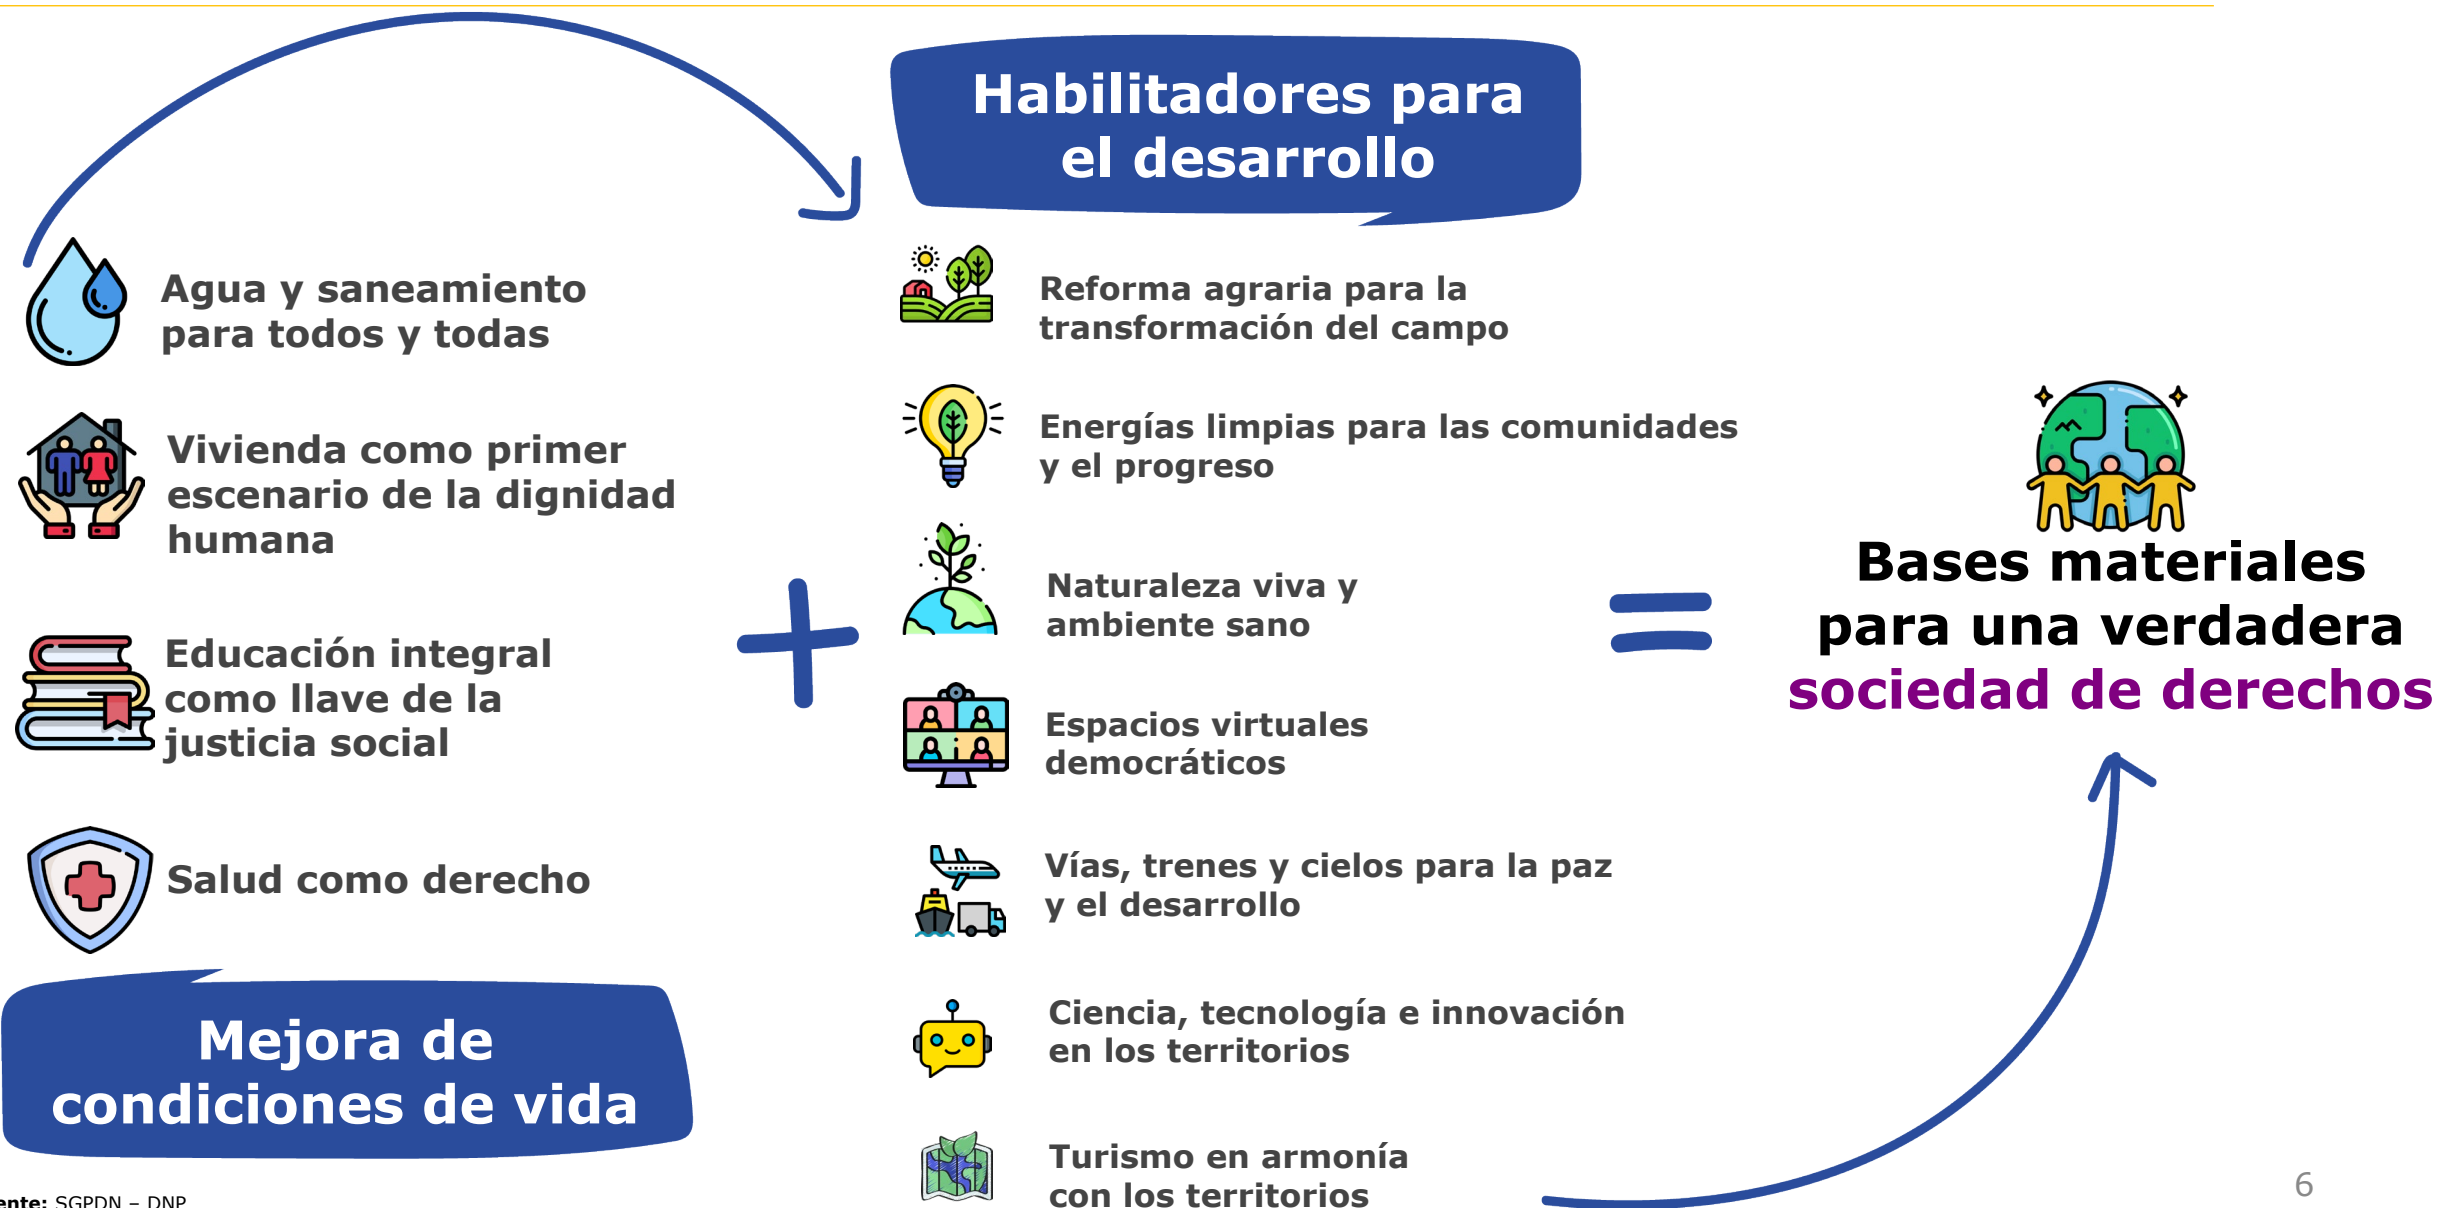 Agua y saneamiento
para todos y todas
Vivienda como primer
escenario de la dignidad
humana
Educación integral
como llave de la
justicia social
Salud como derecho
Mejora de
condiciones de vida
Habilitadores para
el desarrollo
Reforma agraria para la
transformación del campo
Energías limpias para las comunidades
y el progreso
Naturaleza viva y
ambiente sano
Espacios virtuales
democráticos
Vías, trenes y cielos para la paz
y el desarrollo
Ciencia, tecnología e innovación
en los territorios
Turismo en armonía
con los territorios
Bases materiales
para una verdadera
sociedad de derechos
ente: SGPDN – DNP
6